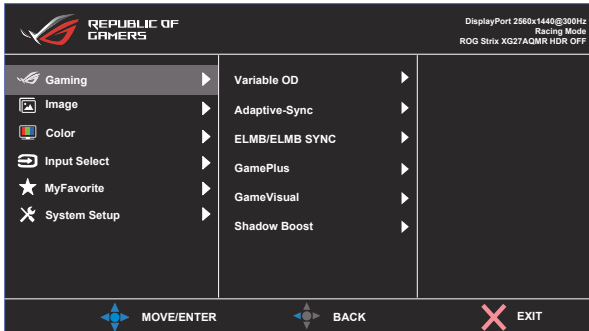 REPUBLIC OF
GAMERS
DisplayPort 2560x1440@300Hz
Racing Mode
ROG Strix XG27AQMR HDR OFF
Gaming
Image
Color
Input Select
MyFavorite
System Setup
Variable OD
Adaptive-Sync
ELMB/ELMB SYNC
GamePlus
GameVisual
Shadow Boost
MOVE/ENTER
BACK
EXIT